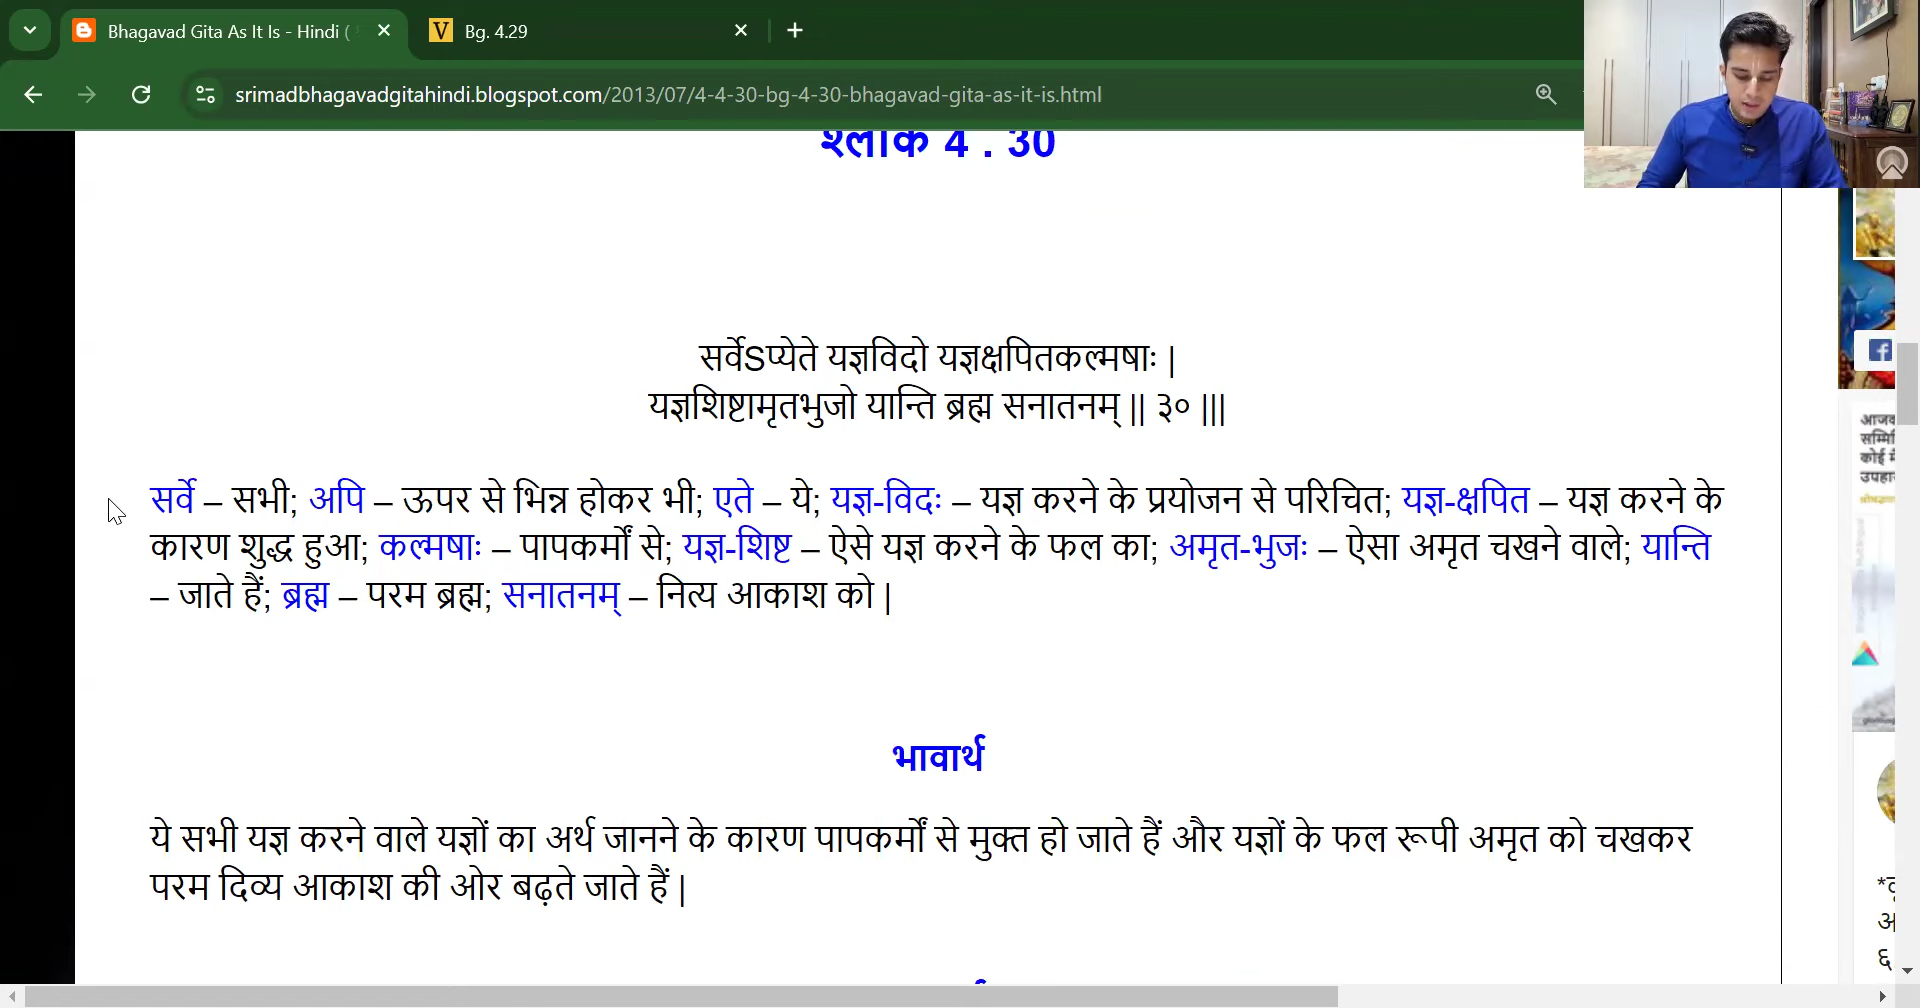 Bhagavad Gita As It Is - Hindi (
Bg. 4.29
srimadbhagavadgitahindi.blogspot.com/2013/07/4-4-30-bg-4-30-bhagavad-gita-as-it-is.html
श्लोक 4 . 30
सर्वेSप्येते यज्ञविदो यज्ञक्षपितकल्मषाः |
यज्ञशिष्टामृतभुजो यान्ति ब्रह्म सनातनम् || ३० |||
सर्वे – सभी; अपि – ऊपर से भिन्न होकर भी; एते – ये; यज्ञ-विदः – यज्ञ करने के प्रयोजन से परिचित; यज्ञ-क्षपित – यज्ञ करने के
कारण शुद्ध हुआ; कल्मषाः – पापकर्मों से; यज्ञ-शिष्ट – ऐसे यज्ञ करने के फल का; अमृत-भुजः – ऐसा अमृत चखने वाले; यान्ति
– जाते हैं; ब्रह्म – परम ब्रह्म; सनातनम् – नित्य आकाश को |
भावार्थ
ये सभी यज्ञ करने वाले यज्ञों का अर्थ जानने के कारण पापकर्मों से मुक्त हो जाते हैं और यज्ञों के फल रूपी अमृत को चखकर
परम दिव्य आकाश की ओर बढ़ते जाते हैं |